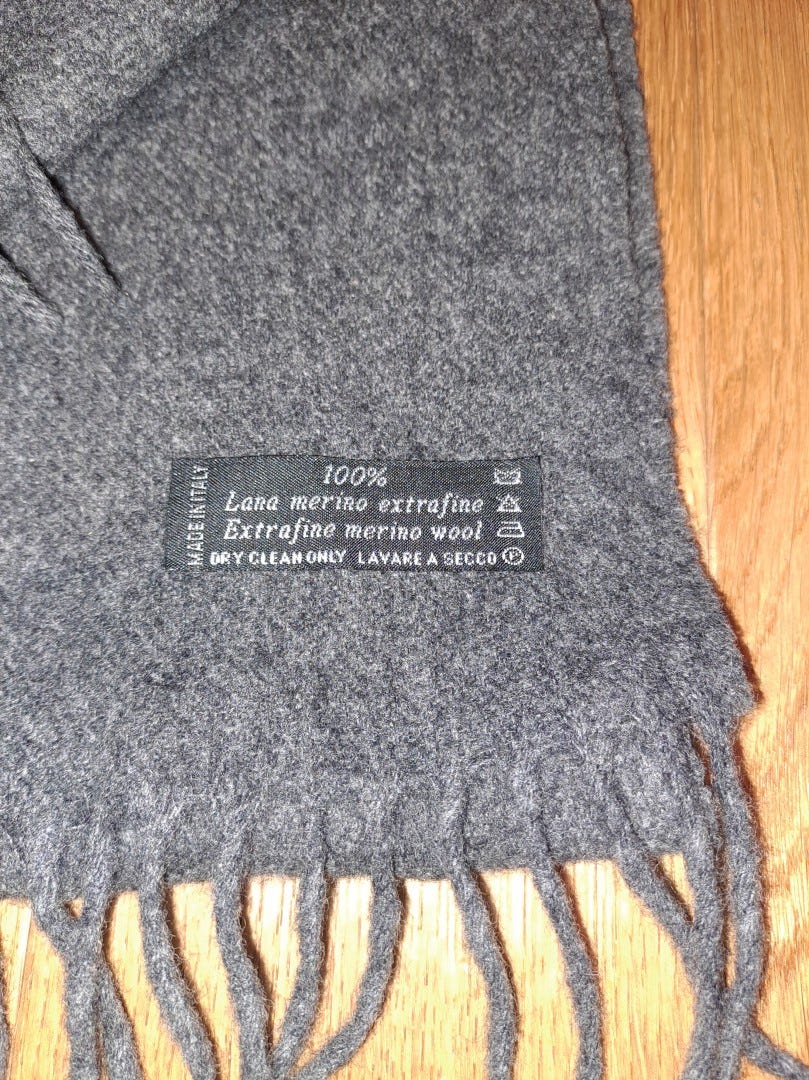 MADE IN ITALY
100%
Lana merino extrafine
Extrafine merino wool
DRY CLEAN ONLY LAVARE A SECCO P